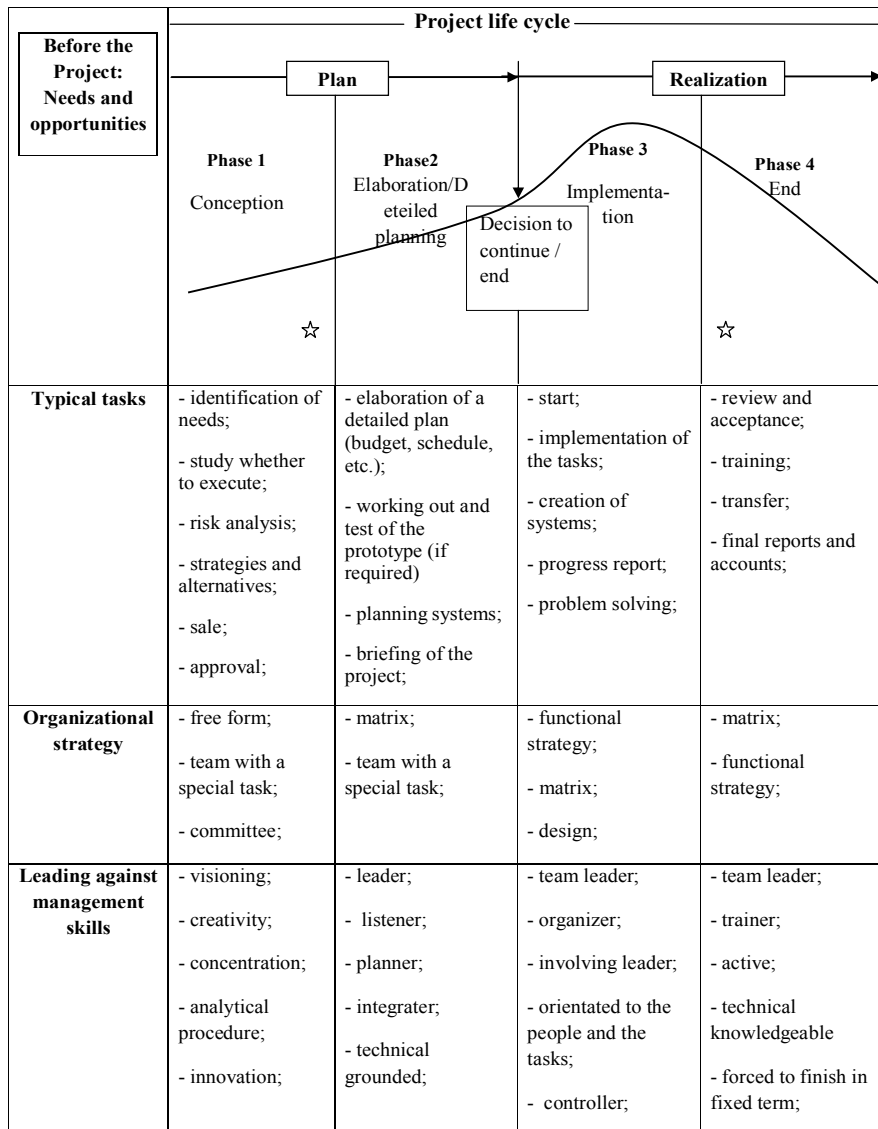 Project life cycle
Before the
Project:
Needs and
opportunities
Plan
Realization
Phase 1
Conception
Phase2
Elaboration/D
eteiled
planning
Decision to
continue /
end
Phase 3
Implementa-
tation
Phase 4
End
Typical tasks
- identification of
needs;
- study whether
to execute;
- risk analysis;
- strategies and
alternatives;
- sale;
- approval;
- elaboration of a
detailed plan
(budget, schedule,
etc.);
- working out and
test of the
prototype (if
required)
- planning systems;
- briefing of the
project;
- start;
- implementation of
the tasks;
- creation of
systems;
- progress report;
- problem solving;
- review and
acceptance;
- training;
- transfer;
- final reports and
accounts;
Organizational
strategy
- free form;
- team with a
special task;
- committee;
- matrix;
- team with a
special task;
- functional
strategy;
- matrix;
- design;
- matrix;
- functional
strategy;
Leading against
management
skills
- visioning;
- creativity;
- concentration;
- analytical
procedure;
- innovation;
- leader;
- listener;
- planner;
- integrater;
- technical
grounded;
- team leader;
- organizer;
- involving leader;
- orientated to the
people and the
tasks;
- controller;
- team leader;
- trainer;
- active;
- technical
knowledgeable
- forced to finish in
fixed term;